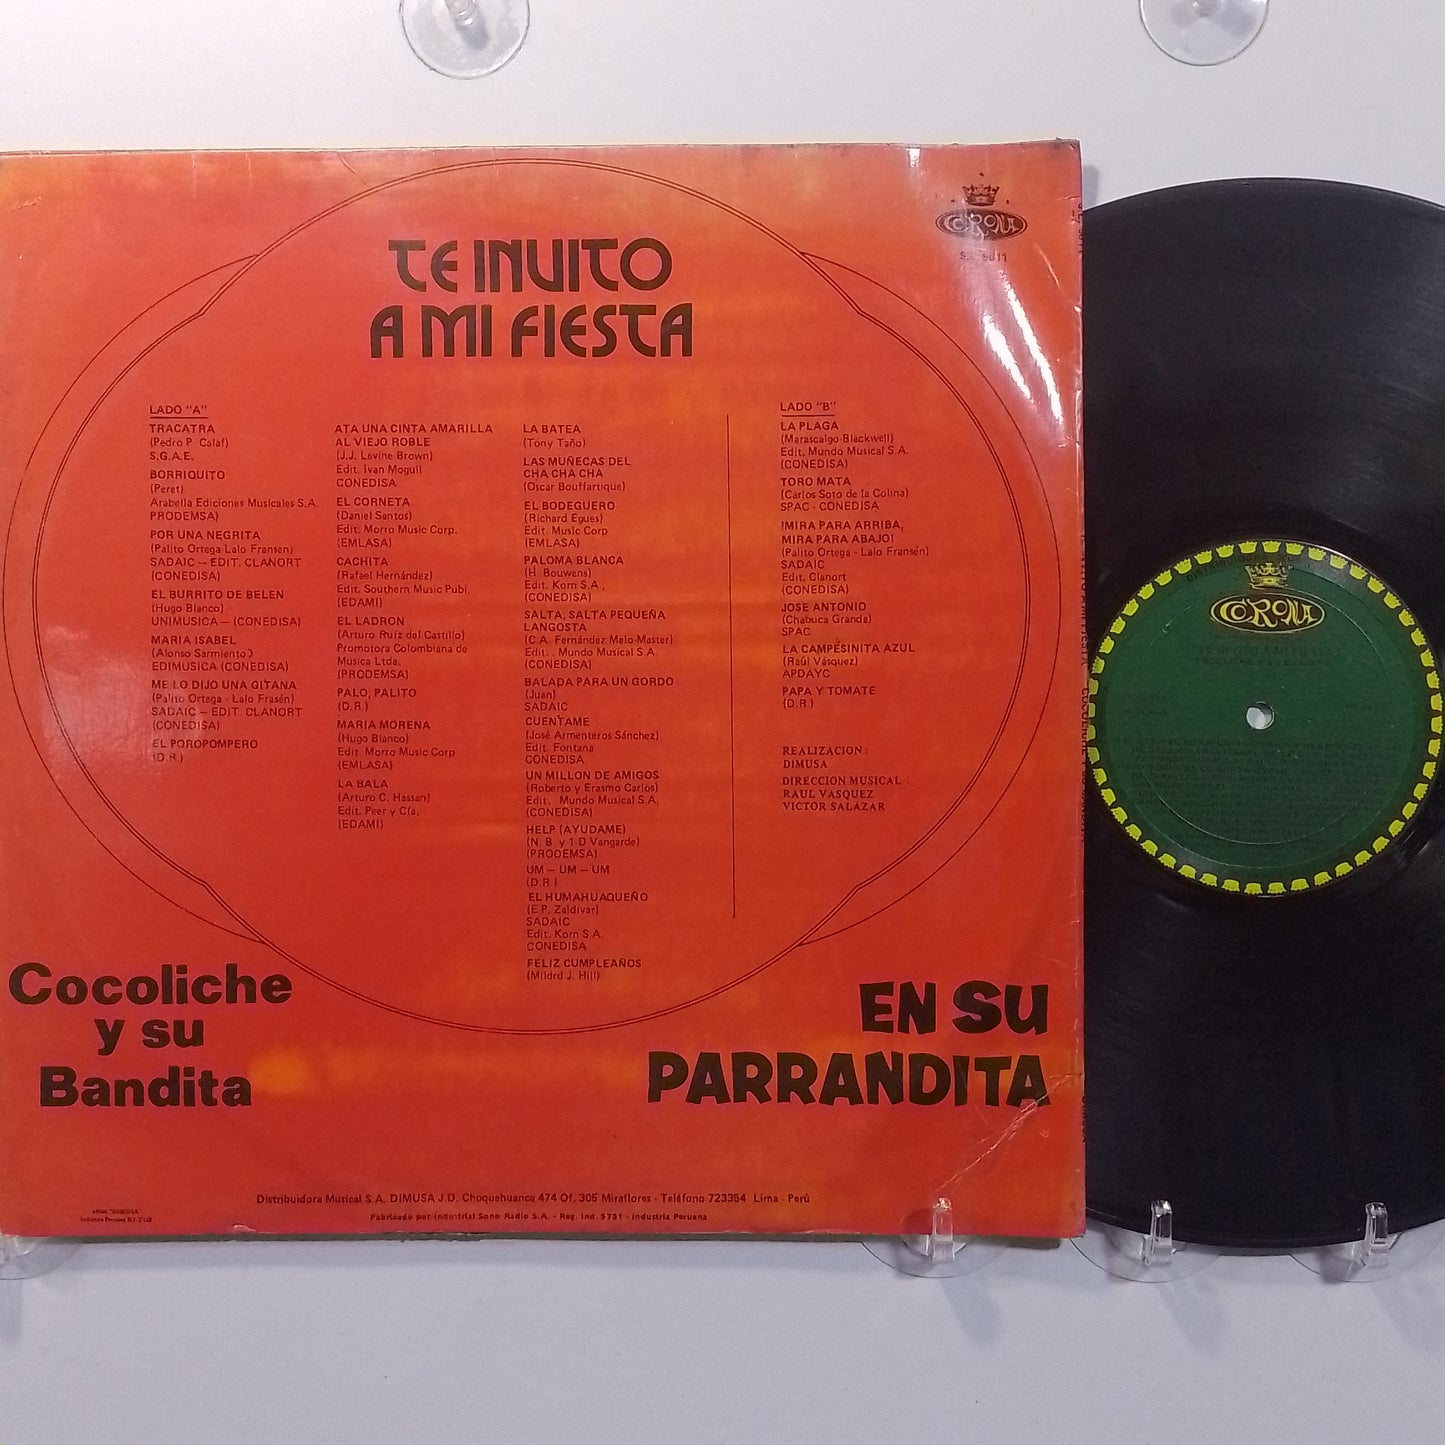 TE INVITO
A MI FIESTA
CORONA
LADO "A"
TRACATRA
(Pedro P. Calaf)
S.G.A.E.
BORRIQUITO
(Peret)
Arabella Ediciones Musicales S.A.
PRODEMSA)
POR UNA NEGRITA
(Palito Ortega-Lalo Fransen)
SADAIC — EDIT. CLANORT
(CONEDISA)
EL BURRITO DE BELEN
(Hugo Blanco)
UNIMUSICA — (CONEDISA)
MARIA ISABEL
(Alonso Sarmiento)
EDIMUSICA (CONEDISA)
ME LO DIJO UNA GITANA
(Palito Ortega - Lalo Frasén)
SADAIC — EDIT. CLANORT
(CONEDISA)
EL POROPOMPERO
(D.R.)
ATA UNA CINTA AMARILLA
AL VIEJO ROBLE
(J.J. Levine Brown)
Edit. Ivan Mogull
CONEDISA
EL CORNETA
(Daniel Santos)
Edit. Morro Music Corp.
(EMLASA)
CACHITA
(Rafael Hernández)
Edit. Southern Music Publ.
(EDAMI)
EL LADRON
(Arturo Ruíz del Castillo)
Promotora Colombiana de
Musica Ltda.
(PRODEMSA)
PALO, PALITO
(D.R.)
MARIA MORENA
(Hugo Blanco)
Edit. Morro Music Corp
(EMLASA)
LA BALA
(Arturo C. Hassan)
Edit. Peer y Cía.
(EDAMI)
LA BATEA
(Tony Taño)
LAS MUÑECAS DEL
CHA CHA CHA
(Oscar Bouffartique)
EL BODEGUERO
(Richard Egues)
Edit. Music Corp
(EMLASA)
PALOMA BLANCA
(H. Bouwens)
Edit. Korn S.A.,
(CONEDISA)
SALTA, SALTA PEQUEÑA
LANGOSTA
(C.A. Fernández Melo-Master)
Edit. . Mundo Musical S.A.
(CONEDISA)
BALADA PARA UN GORDO
(Juan)
SADAIC
CUENTAME
(José Armenteros Sánchez)
Edit. Fontana
CONEDISA
UN MILLON DE AMIGOS
(Roberto y Erasmo Carlos)
Edit. . Mundo Musical S.A.
(CONEDISA)
HELP (AYUDAME)
(N. B y 1 D Vangarde)
(PRODEMSA)
UM — UM — UM
(D R )
EL HUMAHUAQUEÑO
(E.P. Zaldivar)
SADAIC
Edit. Korn S.A.
CONEDISA
FELIZ CUMPLEAÑOS
(Mildrd J. Hill)
LADO "B"
LA PLAGA
(Marascalgo-Blackwell)
Edit. Mundo Musical S.A.
(CONEDISA)
TORO MATA
(Carlos Soto de la Colina)
SPAC - CONEDISA
!MIRA PARA ARRIBA,
MIRA PARA ABAJO!
(Palito Ortega - Lalo Fransén)
SADAIC
Edit. Clanort
(CONEDISA)
JOSE ANTONIO
(Chabuca Granda)
SPAC
LA CAMPESINITA AZUL
(Raúl Vásquez)
APDAYC
PAPA Y TOMATE
(D.R.)
REALIZACION:
DIMUSA
DIRECCION MUSICAL :
RAUL VASQUEZ
VICTOR SALAZAR
Cocoliche
y su
Bandita
EN SU
PARRANDITA
Distribuidora Musical S.A. DIMUSA J.D. Choquehuanca 474 Of. 305 Miraflores - Teléfono 723354 Lima - Perú
Fabricado por Industrial Sono Radio S.A. - Reg. Ind. 5731 - Industria Peruana
CORONA
TE INVITO A MI FIESTA
COCOLICHE Y SU BANDITA